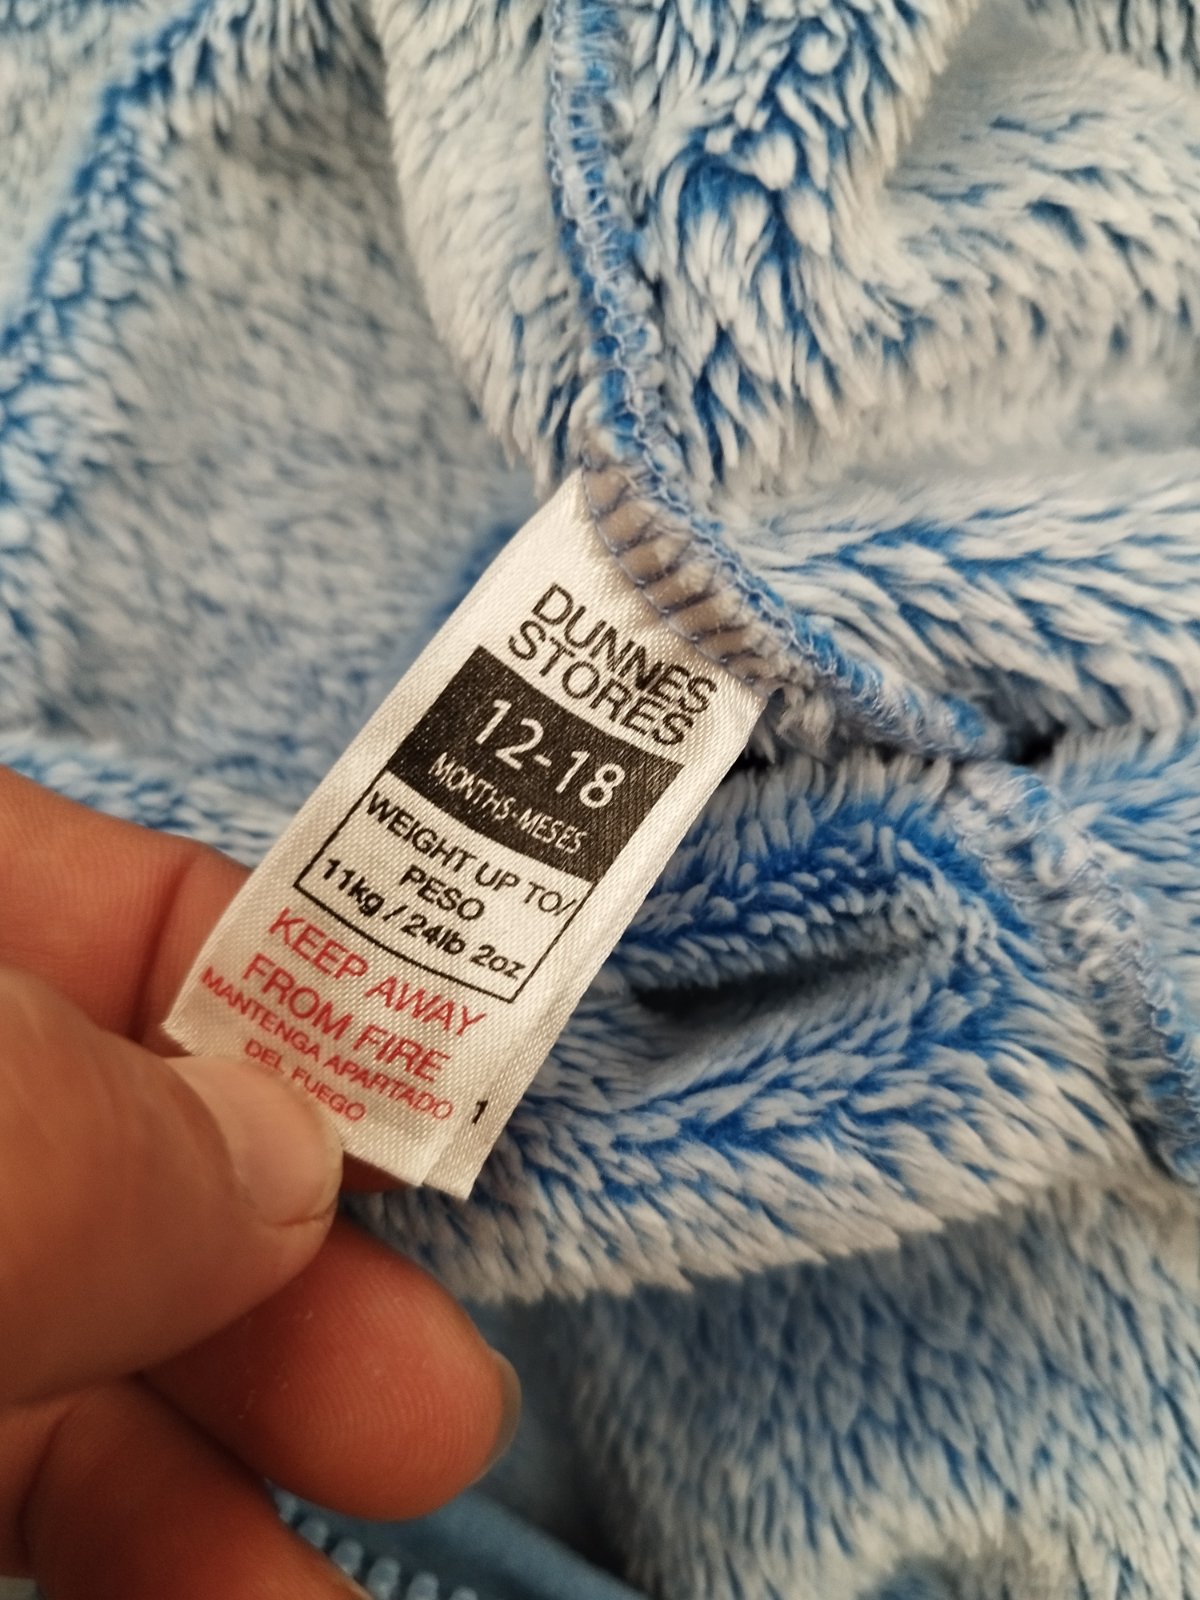 DUNNES
STORES
12-18
MONTHS-MESES
WEIGHT UP TO/
PESO
11kg / 24lb 2oz
KEEP AWAY
FROM FIRE
MANTENGA APARTADO
DEL FUEGO
1